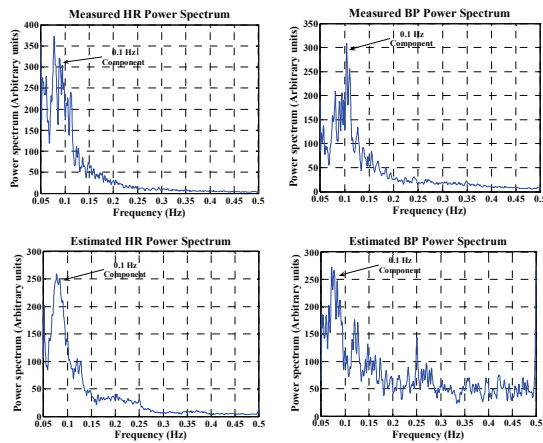 Measured HR Power Spectrum
Power spectrum (Arbitrary units)
400
350
300
250
200
150
100
50
0
0.1 Hz
Component
0.05 0.1 0.15 0.2 0.25 0.3 0.35 0.4 0.45 0.5
Frequency (Hz)
Measured BP Power Spectrum
Power spectrum (Arbitrary units)
350
300
250
200
150
100
50
0
0.1 Hz
Component
0.05 0.1 0.15 0.2 0.25 0.3 0.35 0.4 0.45 0.5
Frequency (Hz)
Estimated HR Power Spectrum
Power spectrum (Arbitrary units)
300
250
200
150
100
50
0
0.1 Hz
Component
0.05 0.1 0.15 0.2 0.25 0.3 0.35 0.4 0.45 0.5
Frequency (Hz)
Estimated BP Power Spectrum
Power spectrum (Arbitrary units)
300
250
200
150
100
50
0
0.1 Hz
Component
0.05 0.1 0.15 0.2 0.25 0.3 0.35 0.4 0.45 0.5
Frequency (Hz)